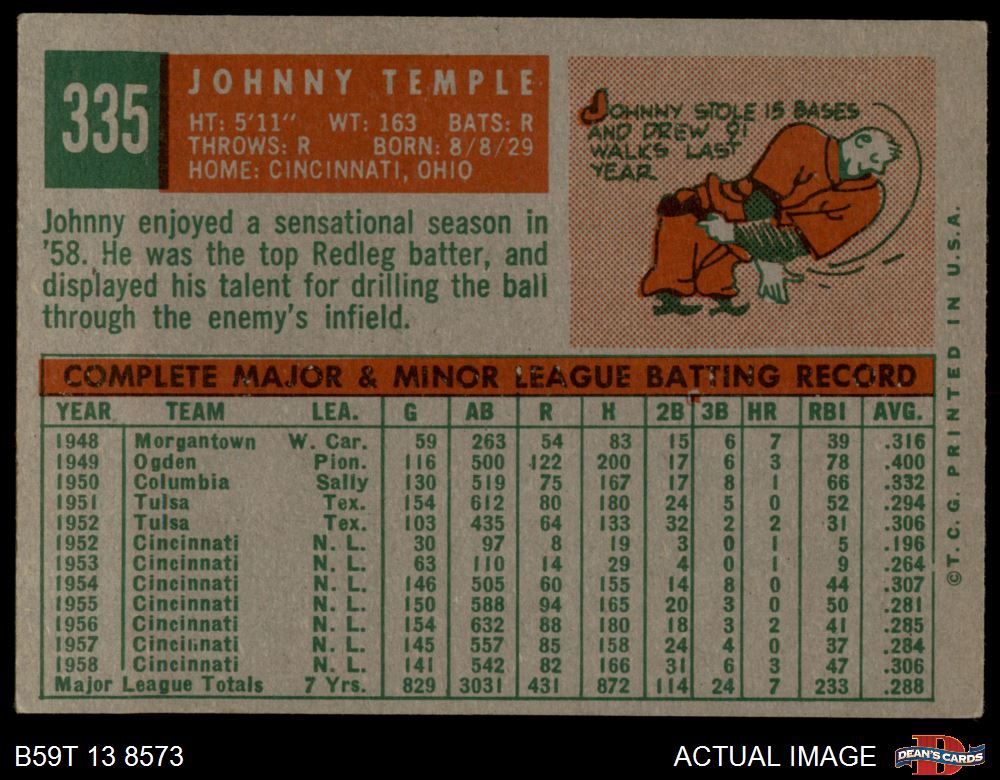 335
JOHNNY TEMPLE
HT: 5'11" WT: 163 BATS: R
THROWS: R BORN: 8/8/29
HOME: CINCINNATI, OHIO
JOHNNY STOLE 15 BASES
AND DREW 91
WALKS LAST
YEAR
Johnny enjoyed a sensational season in
'58. He was the top Redleg batter, and
displayed his talent for drilling the ball
through the enemy's infield.
COMPLETE MAJOR & MINOR LEAGUE BATTING RECORD
YEAR TEAM LEA. G AB R H 2B 3B HR RBI AVG.
1948 Morgantown W. Car. 59 263 54 83 15 6 7 39 .316
1949 Ogden Pion. 116 500 122 200 17 6 3 78 .400
1950 Columbia Sally 130 519 75 167 17 8 1 66 .332
1951 Tulsa Tex. 154 612 80 180 24 5 0 52 .294
1952 Tulsa Tex. 103 435 64 133 32 2 2 31 .306
1952 Cincinnati N. L. 30 97 8 19 3 0 1 5 .196
1953 Cincinnati N. L. 63 110 14 29 4 0 1 9 .264
1954 Cincinnati N. L. 146 505 60 155 14 8 0 44 .307
1955 Cincinnati N. L. 150 588 94 165 20 3 0 50 .281
1956 Cincinnati N. L. 154 632 88 180 18 3 2 41 .285
1957 Cincinnati N. L. 145 557 85 158 24 4 0 37 .284
1958 Cincinnati N. L. 141 542 82 166 31 6 3 47 .306
Major League Totals 7 Yrs. 829 3031 431 872 114 24 7 233 .288
© T. C. G. PRINTED IN U.S.A.
B59T 13 8573
ACTUAL IMAGE
D
DEAN'S CARDS